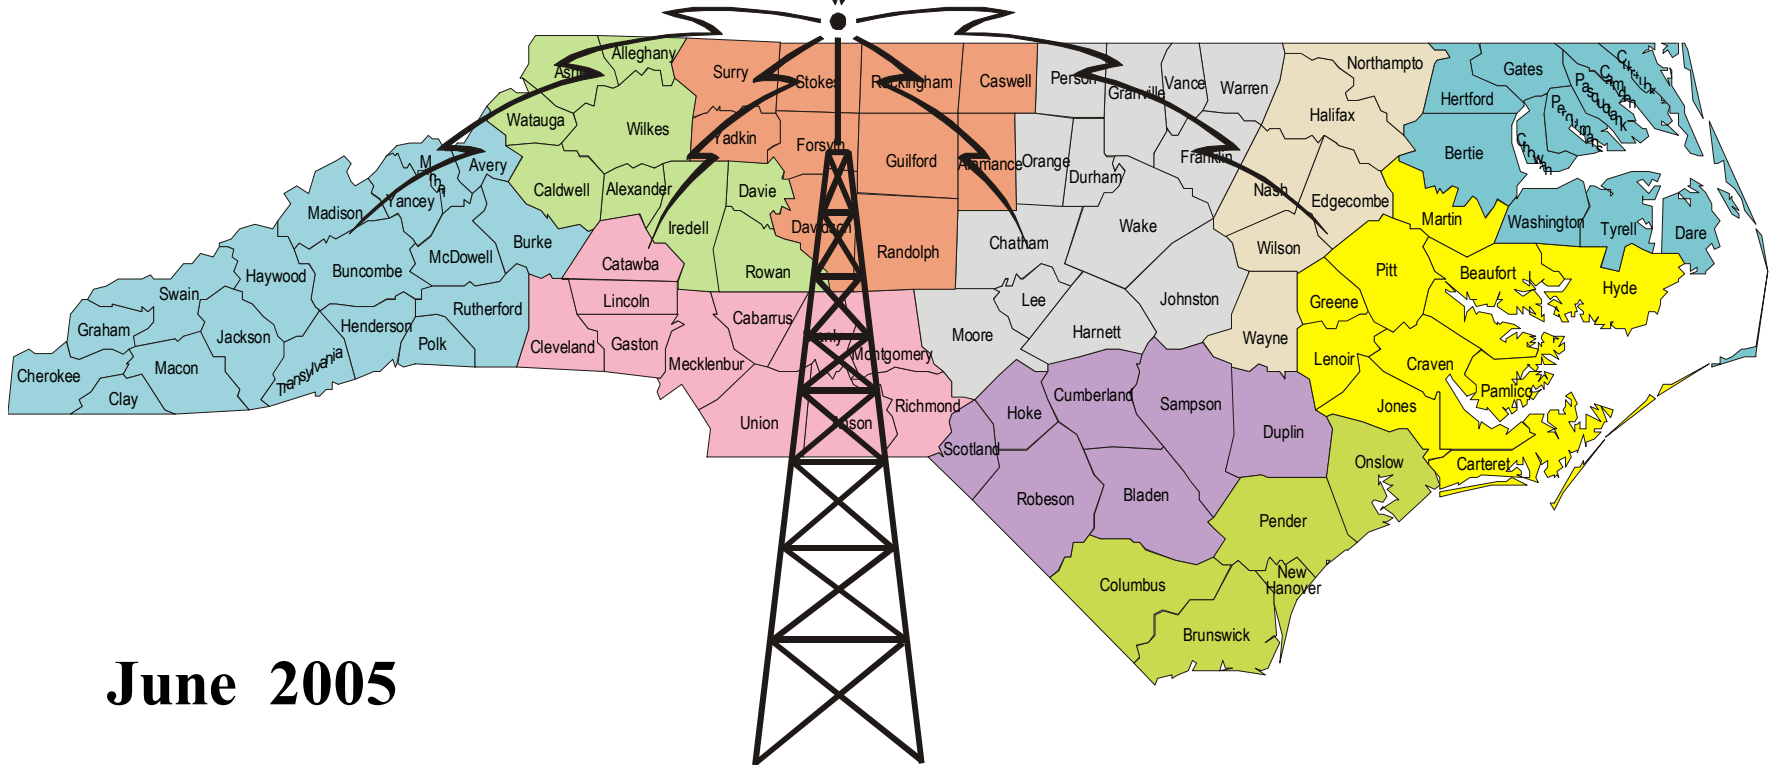 Alleghany
Surry
Stokes
Rockingham
Caswell
Person
Granville
Vance
Warren
Northampto
Gates
Hertford
Halifax
Watauga
Wilkes
Yadkin
Forsyth
Guilford
Alamance
Orange
Durham
Franklin
Nash
Edgecombe
Bertie
Martin
Washington
Tyrell
Dare
Avery
Yancey
Madison
Caldwell
Alexander
Davie
Iredell
Davidson
Randolph
Chatham
Wake
Wilson
Pitt
Beaufort
Hyde
Burke
McDowell
Buncombe
Haywood
Swain
Catawba
Rowan
Lincoln
Rutherford
Graham
Jackson
Henderson
Polk
Cleveland
Gaston
Cabarrus
Mecklenbur
Montgomery
Moore
Lee
Harnett
Johnston
Wayne
Greene
Lenoir
Craven
Pamlico
Jones
Cherokee
Macon
Clay
Transylvania
Union
Richmond
Scotland
Hoke
Cumberland
Sampson
Duplin
Onslow
Carteret
Robeson
Bladen
Pender
Columbus
New
Hanover
Brunswick
June 2005